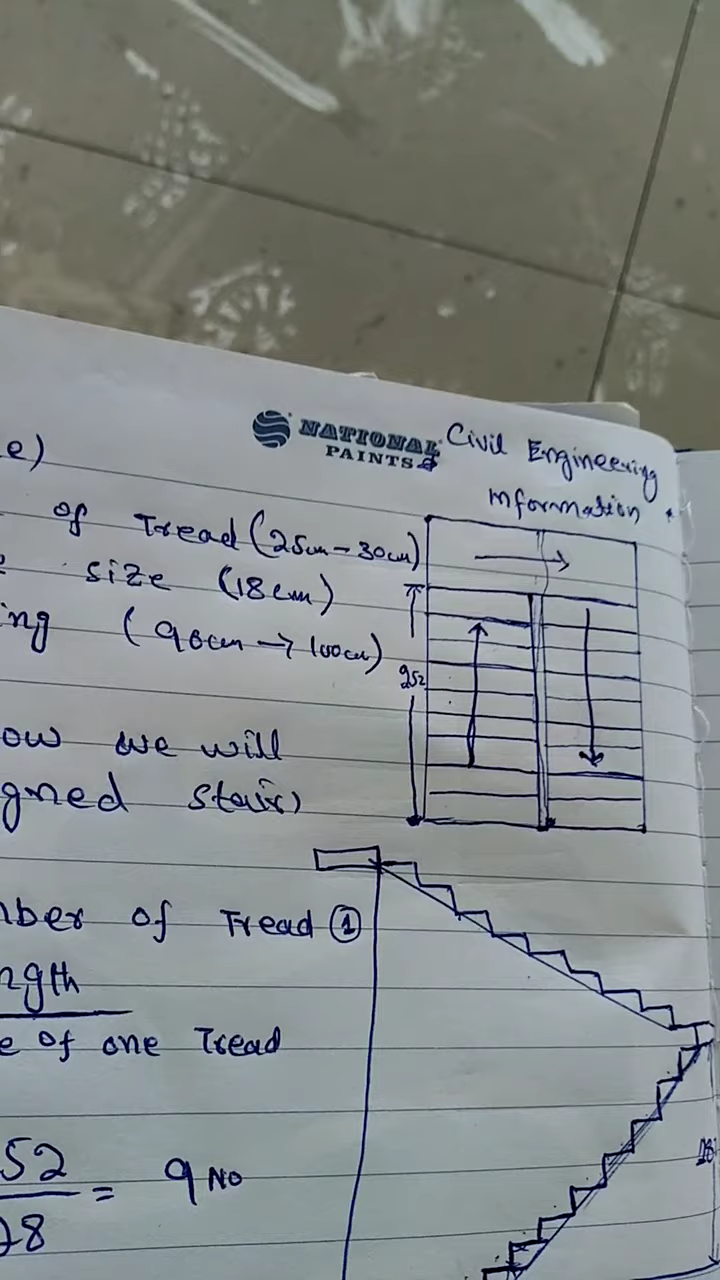 NATIONAL
PAINTS
Civil Engineering
Information
e)
of Tread (25cm - 30cm)
size (18cm)
ing (90cm → 100cm)
252
ow we will
gned stair)
ber of Tread ①
ngth
e of one Tread
52
28
= 9 No